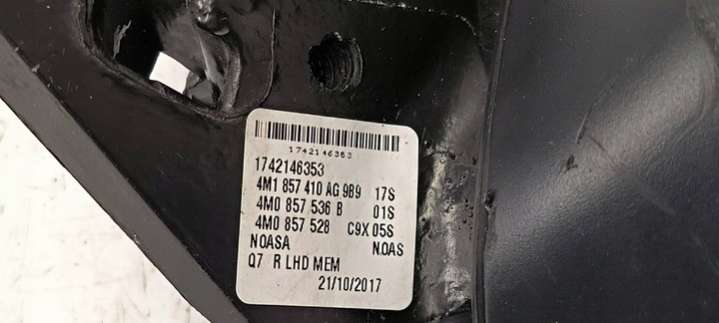 1742146353
1742146353
4M1 857 410 AG 9B9 17S
4M0 857 536 B 01S
4M0 857 528 C9X 05S
NOASA N.OAS
Q7 R LHD MEM
21/10/2017